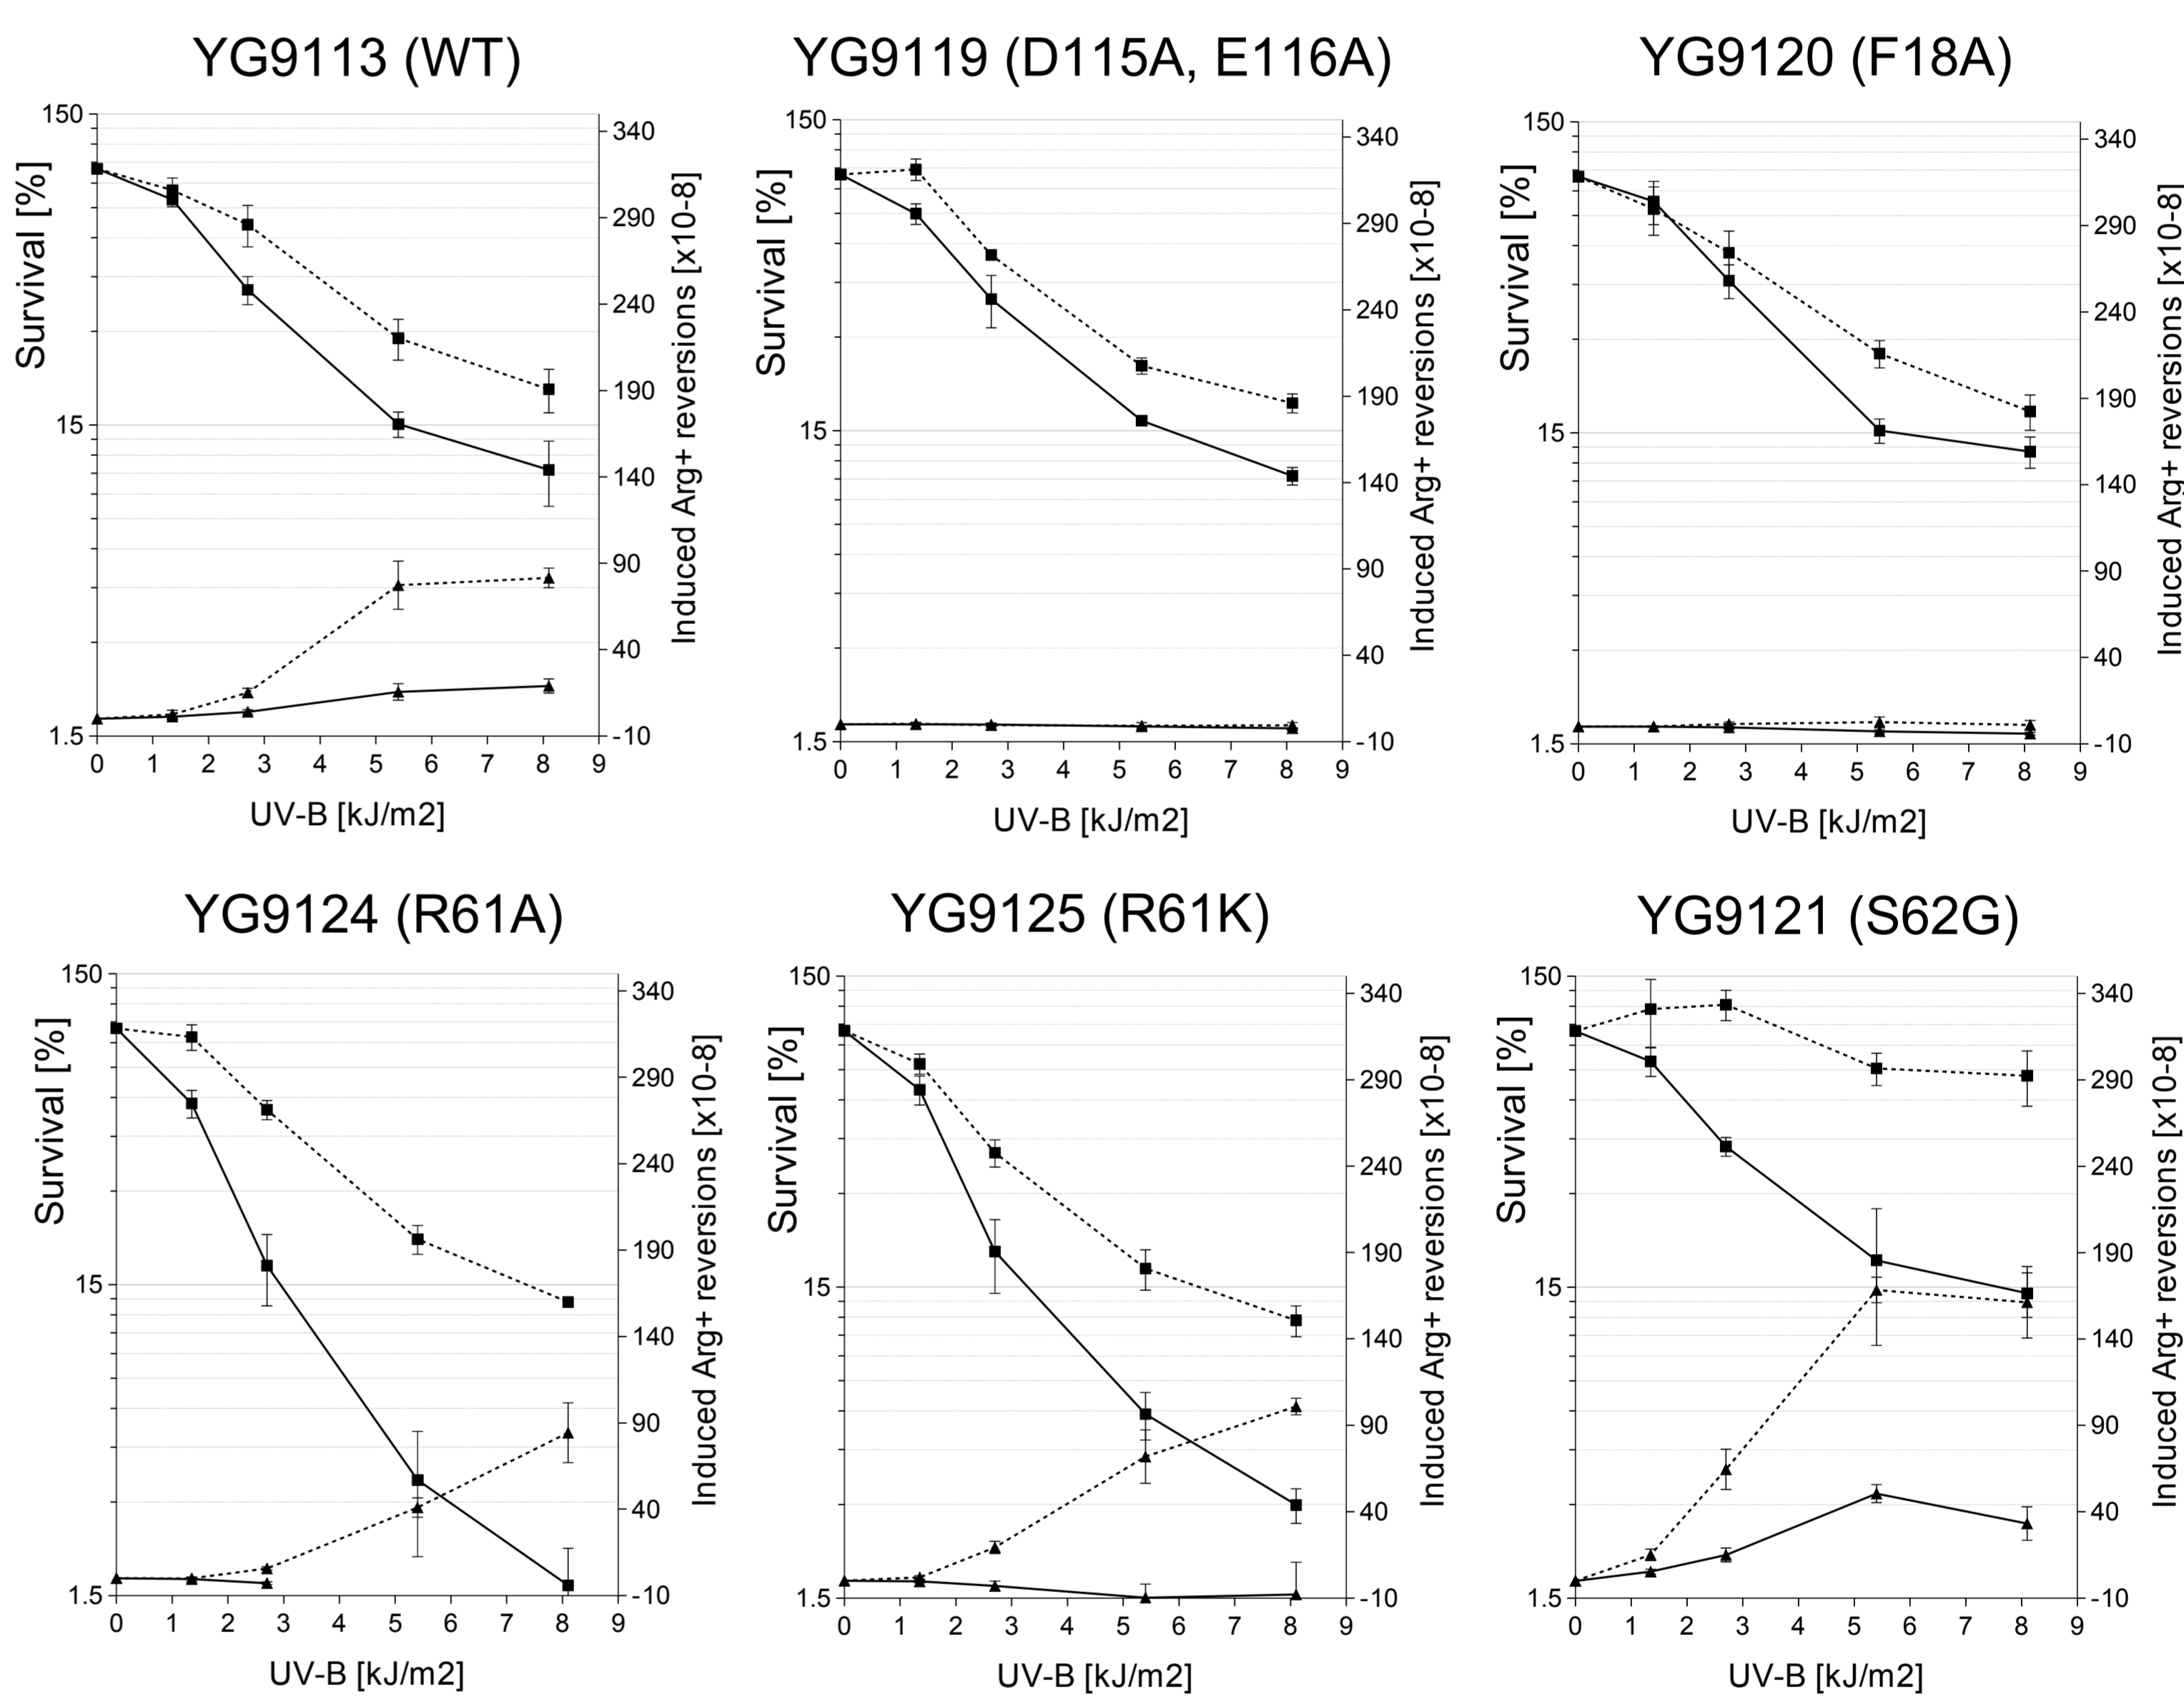 YG9113 (WT)
150
15
1.5
Survival [%]
340
290
240
190
140
90
40
-10
Induced Arg+ reversions [x10-8]
0 1 2 3 4 5 6 7 8 9
UV-B [kJ/m2]
YG9119 (D115A, E116A)
150
15
1.5
Survival [%]
340
290
240
190
140
90
40
-10
Induced Arg+ reversions [x10-8]
0 1 2 3 4 5 6 7 8 9
UV-B [kJ/m2]
YG9120 (F18A)
150
15
1.5
Survival [%]
340
290
240
190
140
90
40
-10
Induced Arg+ reversions [x10-8]
0 1 2 3 4 5 6 7 8 9
UV-B [kJ/m2]
YG9124 (R61A)
150
15
1.5
Survival [%]
340
290
240
190
140
90
40
-10
Induced Arg+ reversions [x10-8]
0 1 2 3 4 5 6 7 8 9
UV-B [kJ/m2]
YG9125 (R61K)
150
15
1.5
Survival [%]
340
290
240
190
140
90
40
-10
Induced Arg+ reversions [x10-8]
0 1 2 3 4 5 6 7 8 9
UV-B [kJ/m2]
YG9121 (S62G)
150
15
1.5
Survival [%]
340
290
240
190
140
90
40
-10
Induced Arg+ reversions [x10-8]
0 1 2 3 4 5 6 7 8 9
UV-B [kJ/m2]